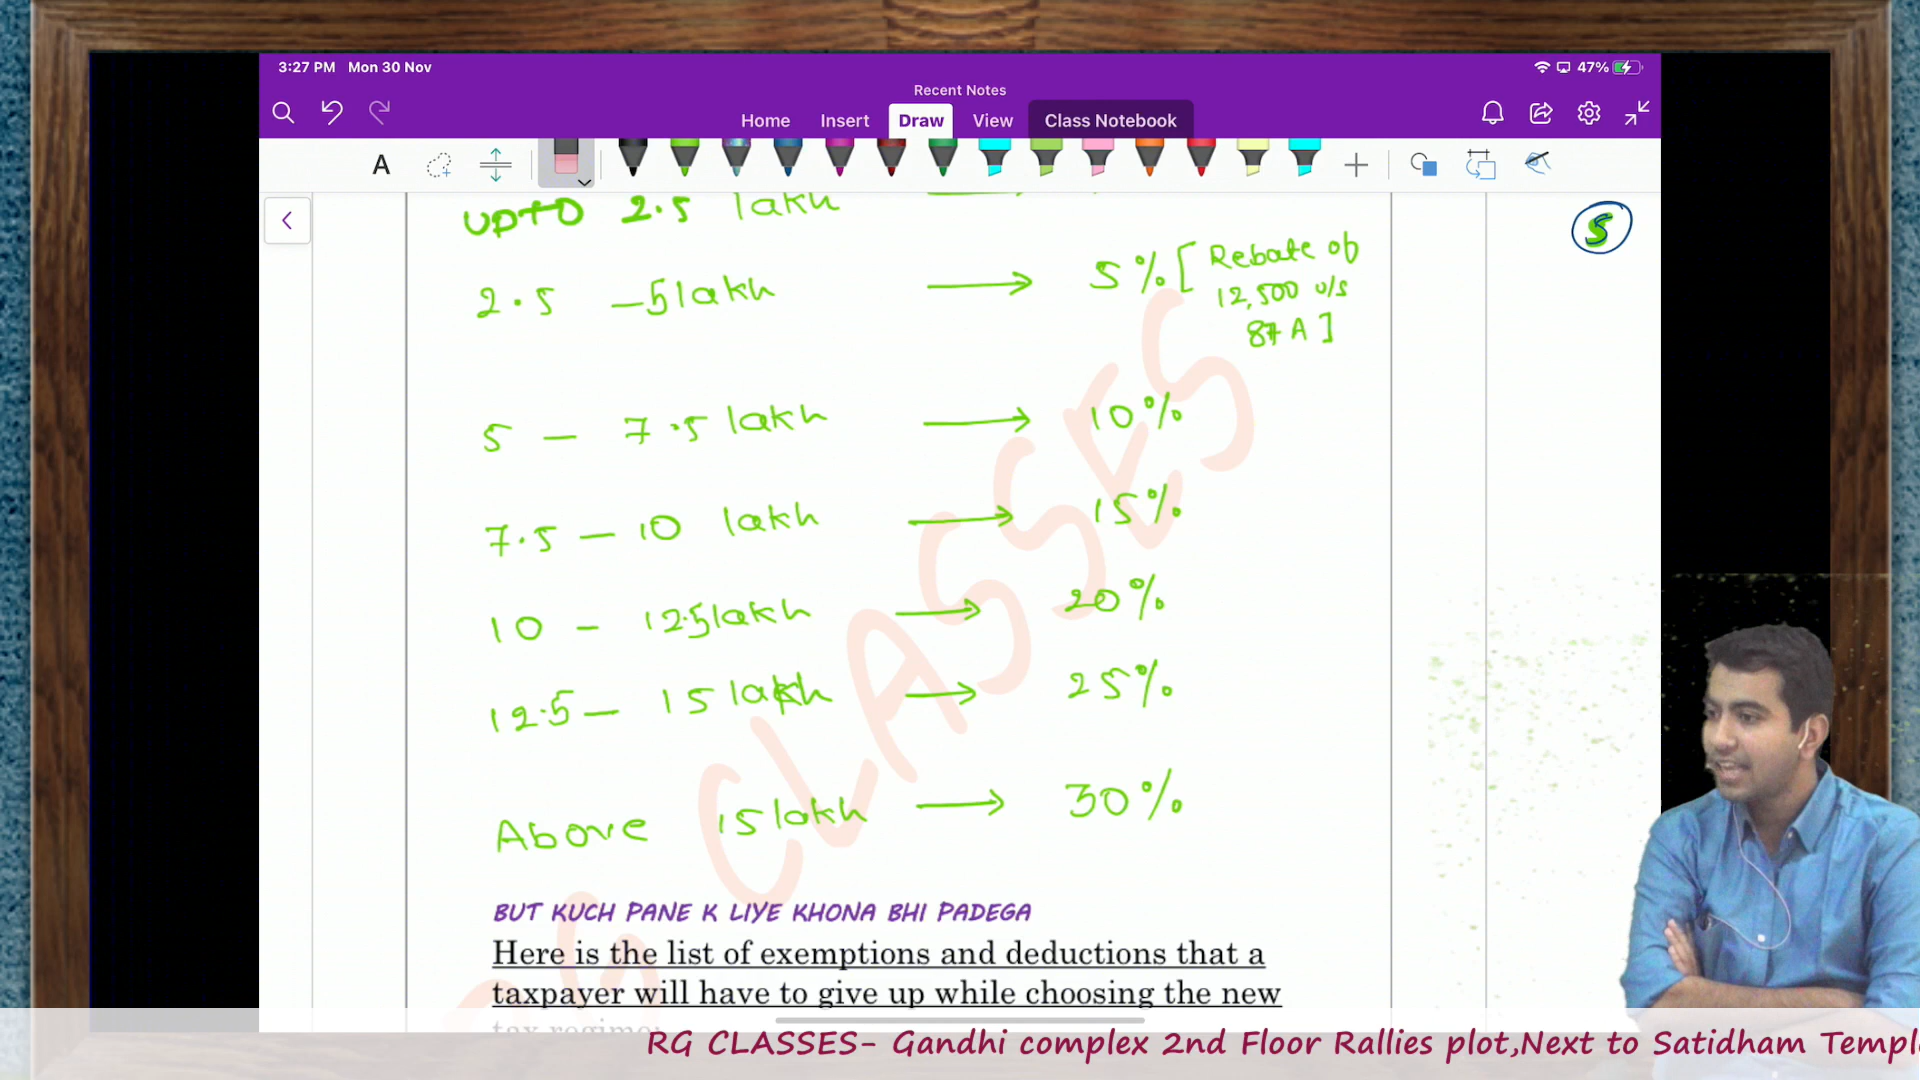 3:27 PM Mon 30 Nov
47%
Recent Notes
Home Insert Draw View Class Notebook
A
UPTO 2.5 lakh
S
2.5 – 5 lakh → 5% [ Rebate of
12,500 u/s
87A ]
5 – 7.5 lakh → 10%
7.5 – 10 lakh → 15%
10 – 12.5 lakh → 20%
12.5 – 15 lakh → 25%
Above 15 lakh → 30%
BUT KUCH PANE K LIYE KHONA BHI PADEGA
Here is the list of exemptions and deductions that a
taxpayer will have to give up while choosing the new
tax regime:
RG CLASSES
RG CLASSES- Gandhi complex 2nd Floor Rallies plot,Next to Satidham Templ